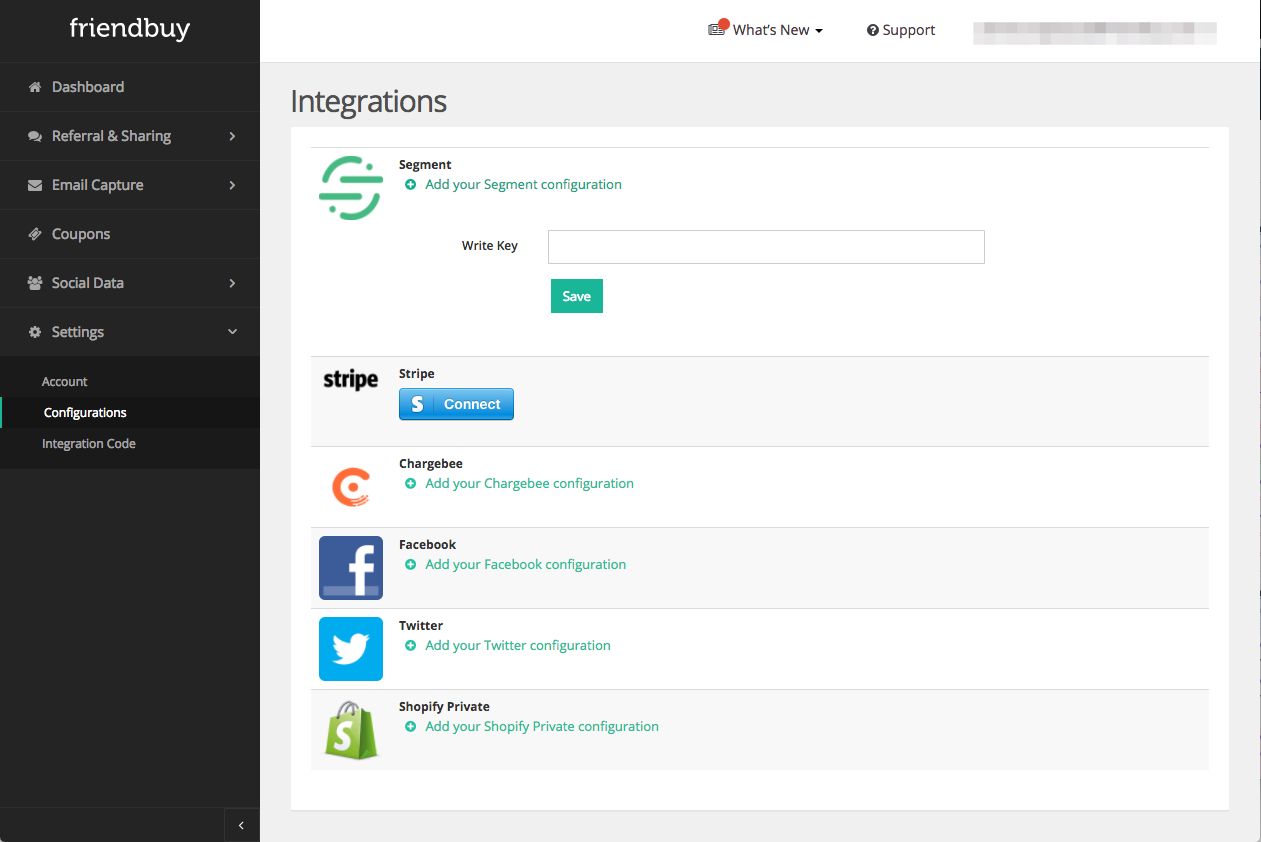 friendbuy
What's New
Support
Dashboard
Referral & Sharing
Email Capture
Coupons
Social Data
Settings
Account
Configurations
Integration Code
Integrations
Segment
Add your Segment configuration
Write Key
Save
stripe
Stripe
S Connect
Chargebee
Add your Chargebee configuration
f
Facebook
Add your Facebook configuration
Twitter
Add your Twitter configuration
S
Shopify Private
Add your Shopify Private configuration